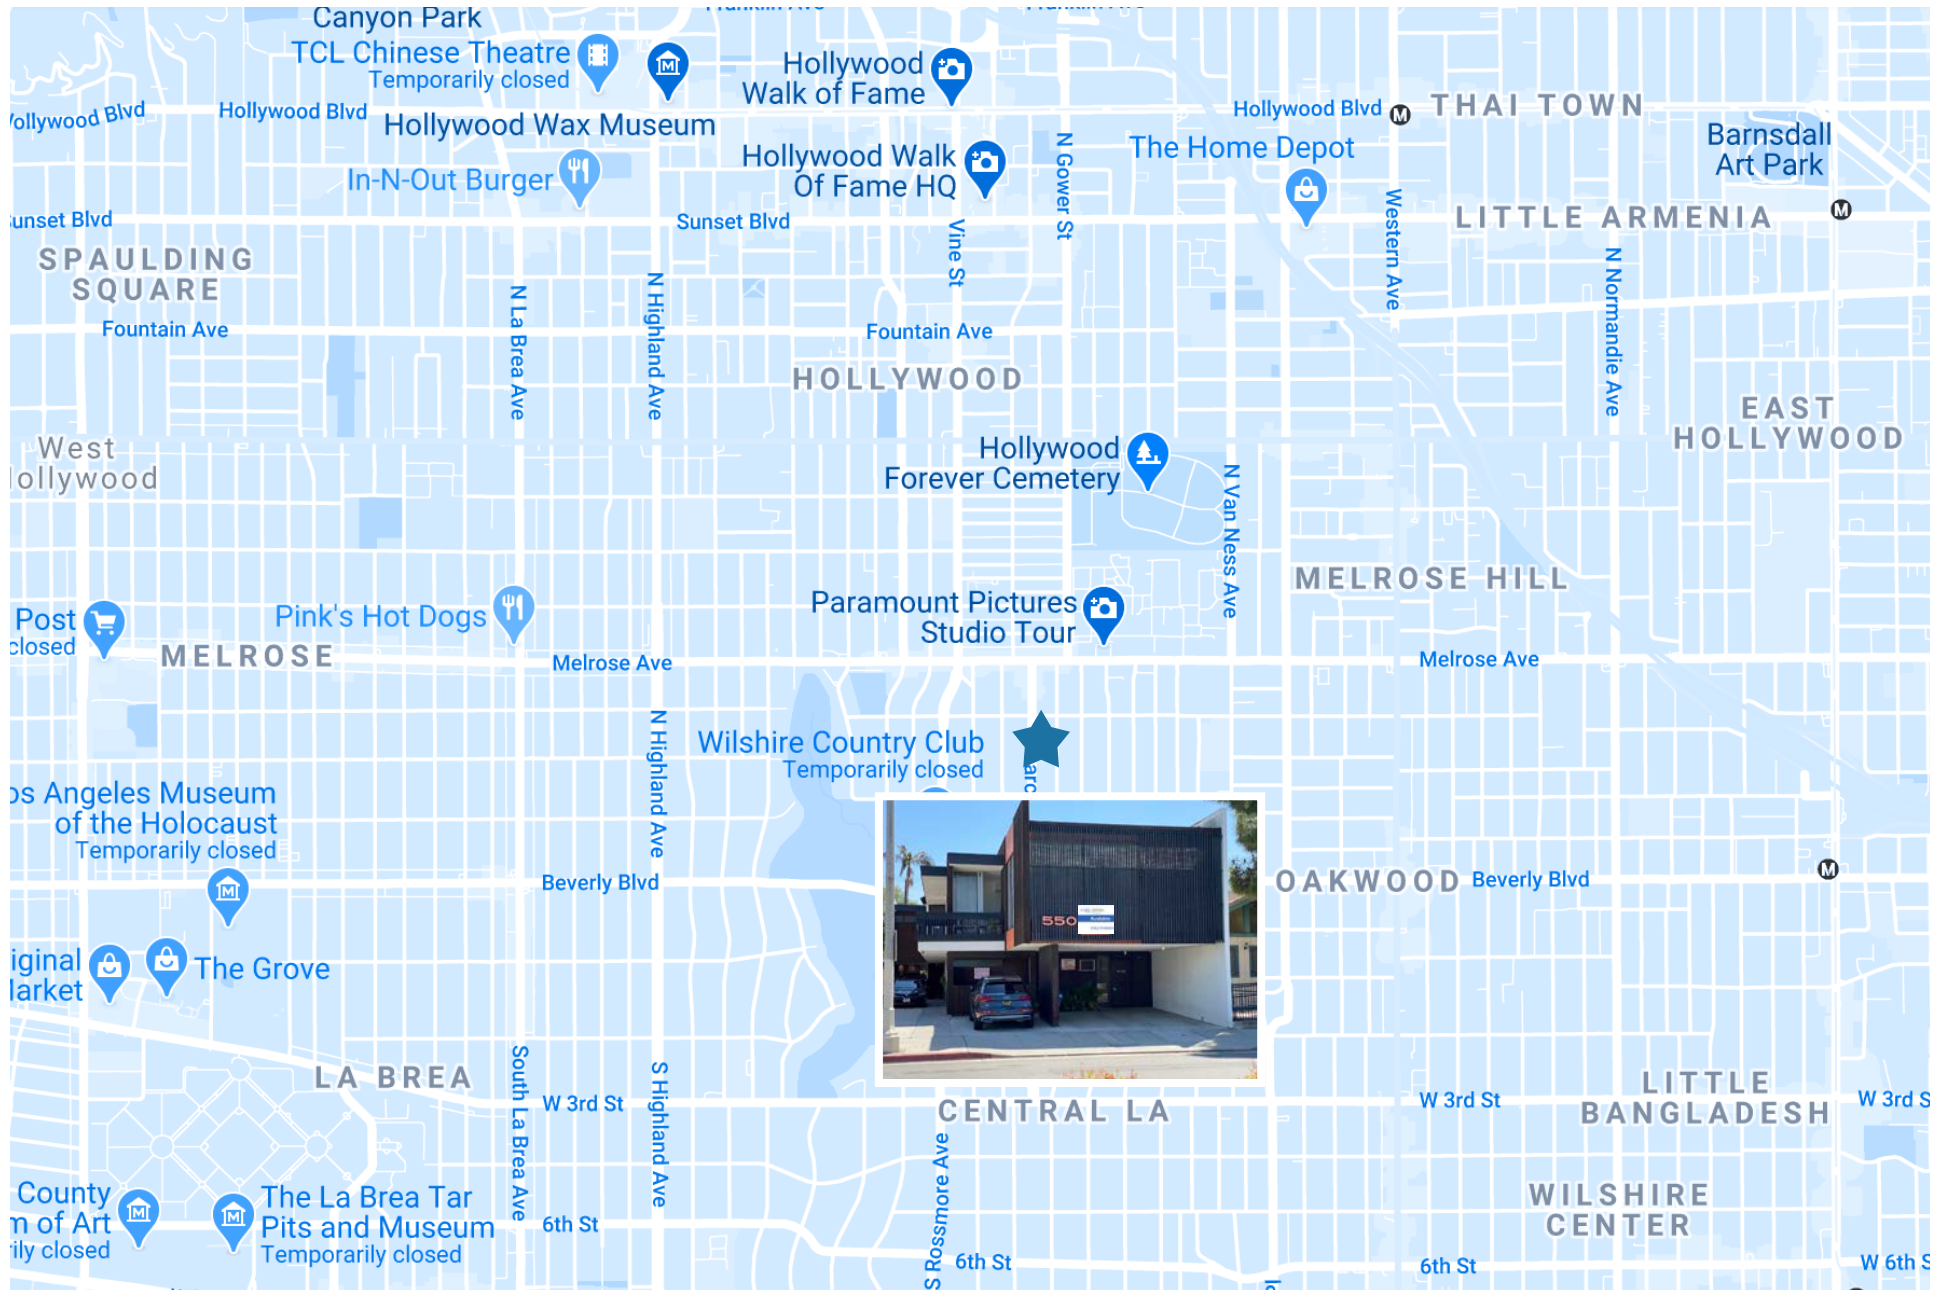 Canyon Park
TCL Chinese Theatre
Temporarily closed
Hollywood
Walk of Fame
Hollywood Blvd
Hollywood Blvd
Hollywood Blvd
M
THAI TOWN
Hollywood Wax Museum
Barnsdall
Art Park
In-N-Out Burger
Hollywood Walk
Of Fame HQ
N Gower St
The Home Depot
Sunset Blvd
Sunset Blvd
Vine St
Western Ave
LITTLE ARMENIA
M
SPAULDING
SQUARE
N La Brea Ave
N Highland Ave
N Normandie Ave
Fountain Ave
Fountain Ave
HOLLYWOOD
EAST
HOLLYWOOD
West
Hollywood
Hollywood
Forever Cemetery
N Van Ness Ave
MELROSE HILL
Post
closed
Pink's Hot Dogs
Paramount Pictures
Studio Tour
MELROSE
Melrose Ave
Melrose Ave
N Highland Ave
Wilshire Country Club
Temporarily closed
arc
Los Angeles Museum
of the Holocaust
Temporarily closed
Beverly Blvd
OAKWOOD
Beverly Blvd
M
550
iginal
Market
The Grove
LA BREA
South La Brea Ave
S Highland Ave
W 3rd St
CENTRAL LA
W 3rd St
LITTLE
BANGLADESH
W 3rd S
S Rossmore Ave
County
m of Art
rily closed
The La Brea Tar
Pits and Museum
Temporarily closed
6th St
6th St
6th St
WILSHIRE
CENTER
W 6th S